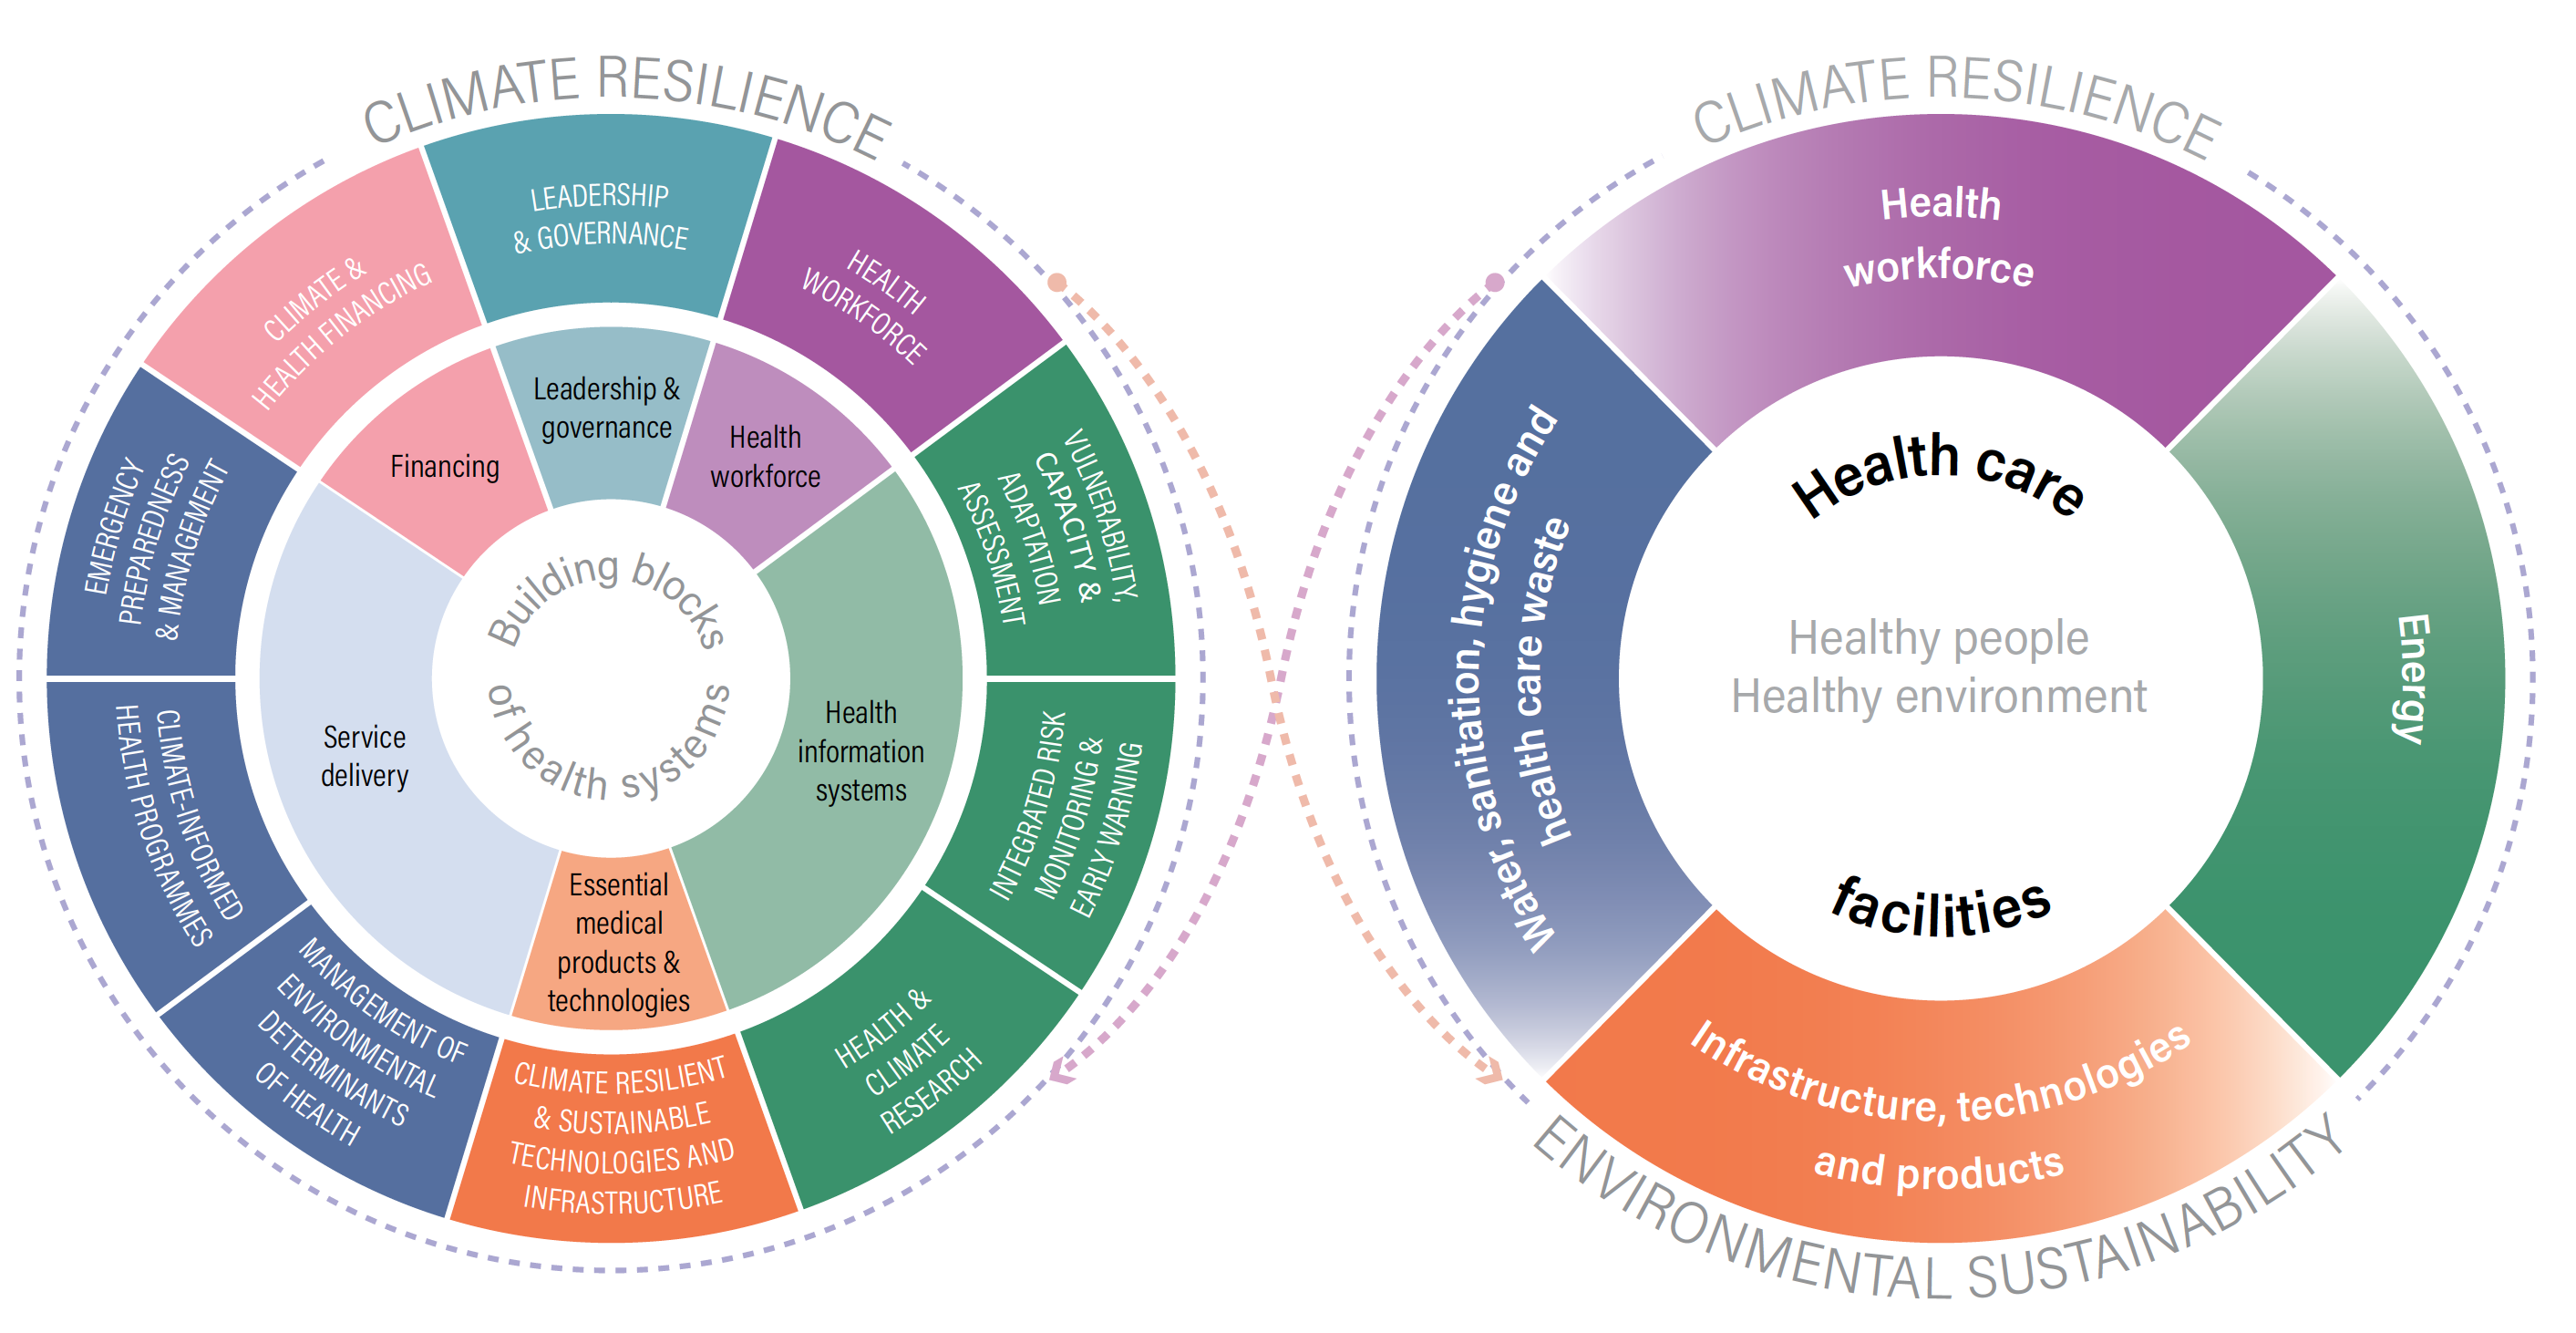 CLIMATE RESILIENCE
LEADERSHIP
& GOVERNANCE
HEALTH
WORKFORCE
VULNERABILITY,
CAPACITY &
ADAPTATION
ASSESSMENT
INTEGRATED RISK
MONITORING &
EARLY WARNING
HEALTH &
CLIMATE
RESEARCH
CLIMATE RESILIENT
& SUSTAINABLE
TECHNOLOGIES AND
INFRASTRUCTURE
MANAGEMENT OF
ENVIRONMENTAL
DETERMINANTS
OF HEALTH
CLIMATE-INFORMED
HEALTH PROGRAMMES
EMERGENCY
PREPAREDNESS
& MANAGEMENT
CLIMATE &
HEALTH FINANCING
Leadership &
governance
Health
workforce
Health
information
systems
Essential
medical
products &
technologies
Service
delivery
Financing
Building blocks
of health systems
CLIMATE RESILIENCE
Health
workforce
Energy
Infrastructure, technologies
and products
Water, sanitation, hygiene and
health care waste
Health care
Healthy people
Healthy environment
facilities
ENVIRONMENTAL SUSTAINABILITY